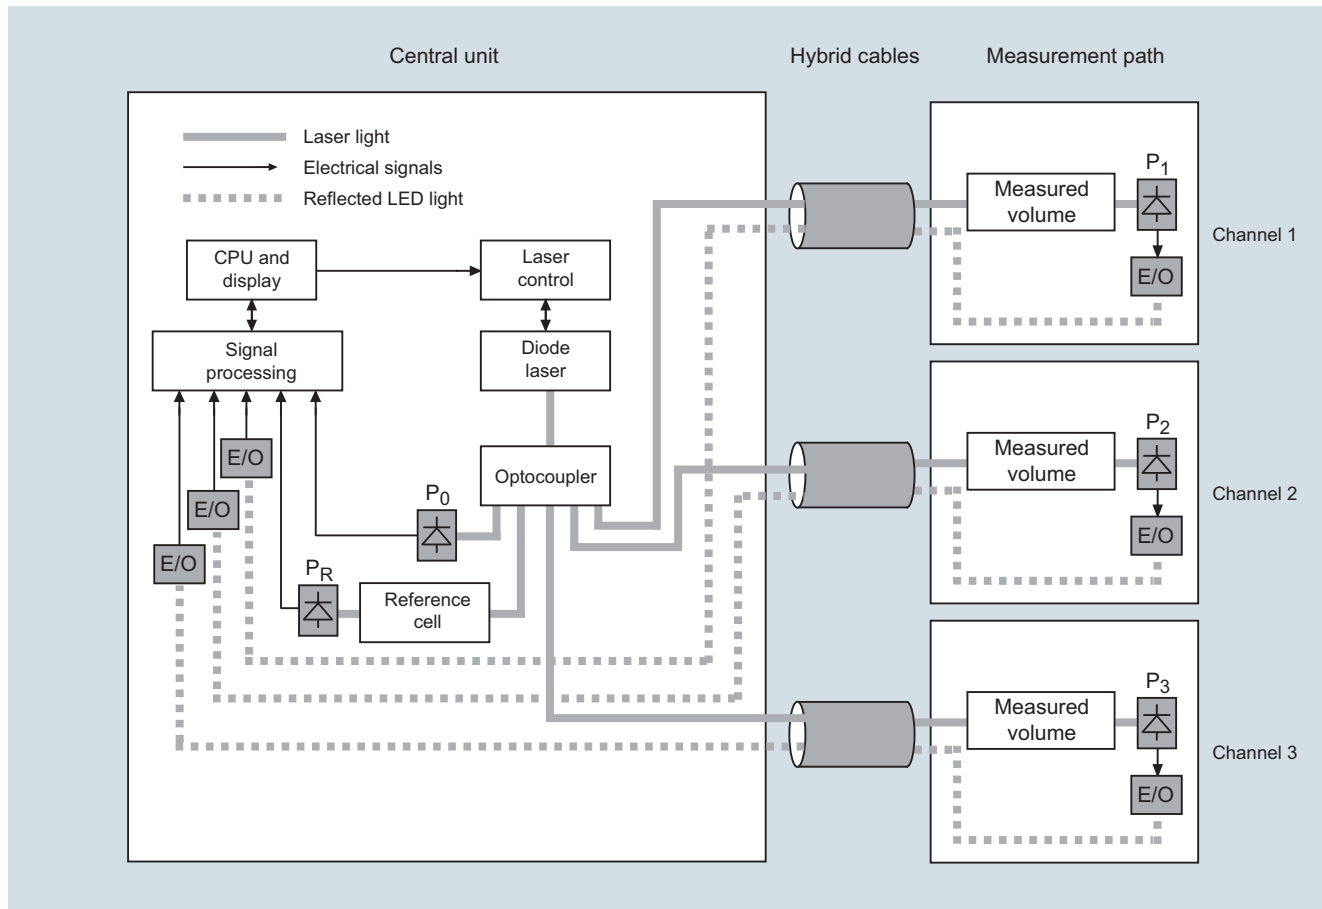 Central unit
Hybrid cables
Measurement path
Laser light
Electrical signals
Reflected LED light
CPU and
display
Laser
control
Signal
processing
Diode
laser
Optocoupler
E/O
E/O
E/O
P0
PR
Reference
cell
Measured
volume
P1
E/O
Channel 1
Measured
volume
P2
E/O
Channel 2
Measured
volume
P3
E/O
Channel 3